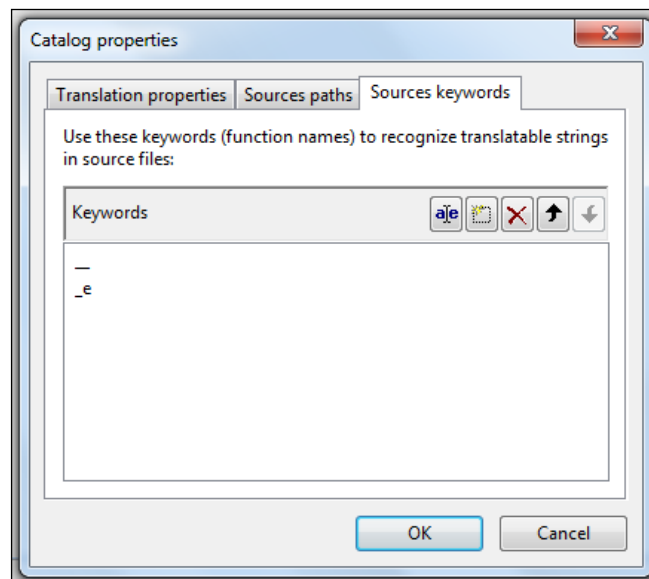 Catalog properties
Translation properties Sources paths Sources keywords
Use these keywords (function names) to recognize translatable strings
in source files:
Keywords
__
_e
OK Cancel